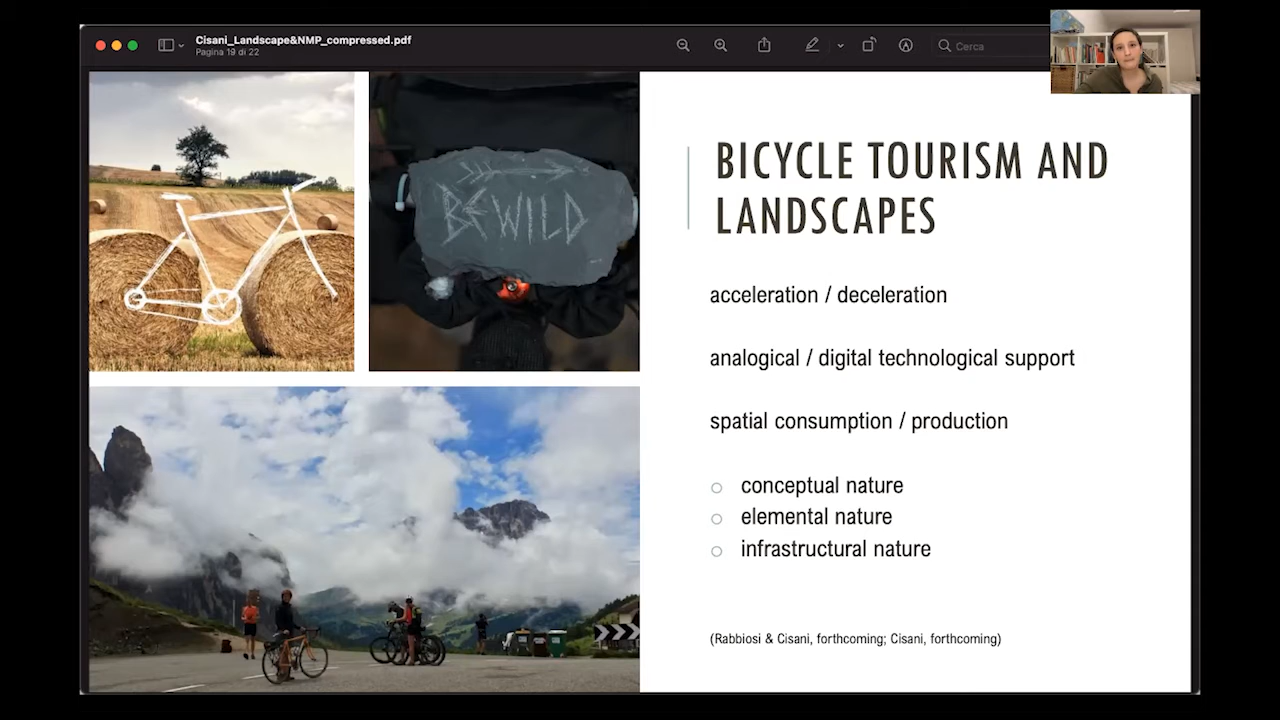 Cisani_Landscape&NMP_compressed.pdf
Pagina 19 di 22
Cerca
BEWILD
BICYCLE TOURISM AND
LANDSCAPES
acceleration / deceleration
analogical / digital technological support
spatial consumption / production
conceptual nature
elemental nature
infrastructural nature
(Rabbiosi & Cisani, forthcoming; Cisani, forthcoming)